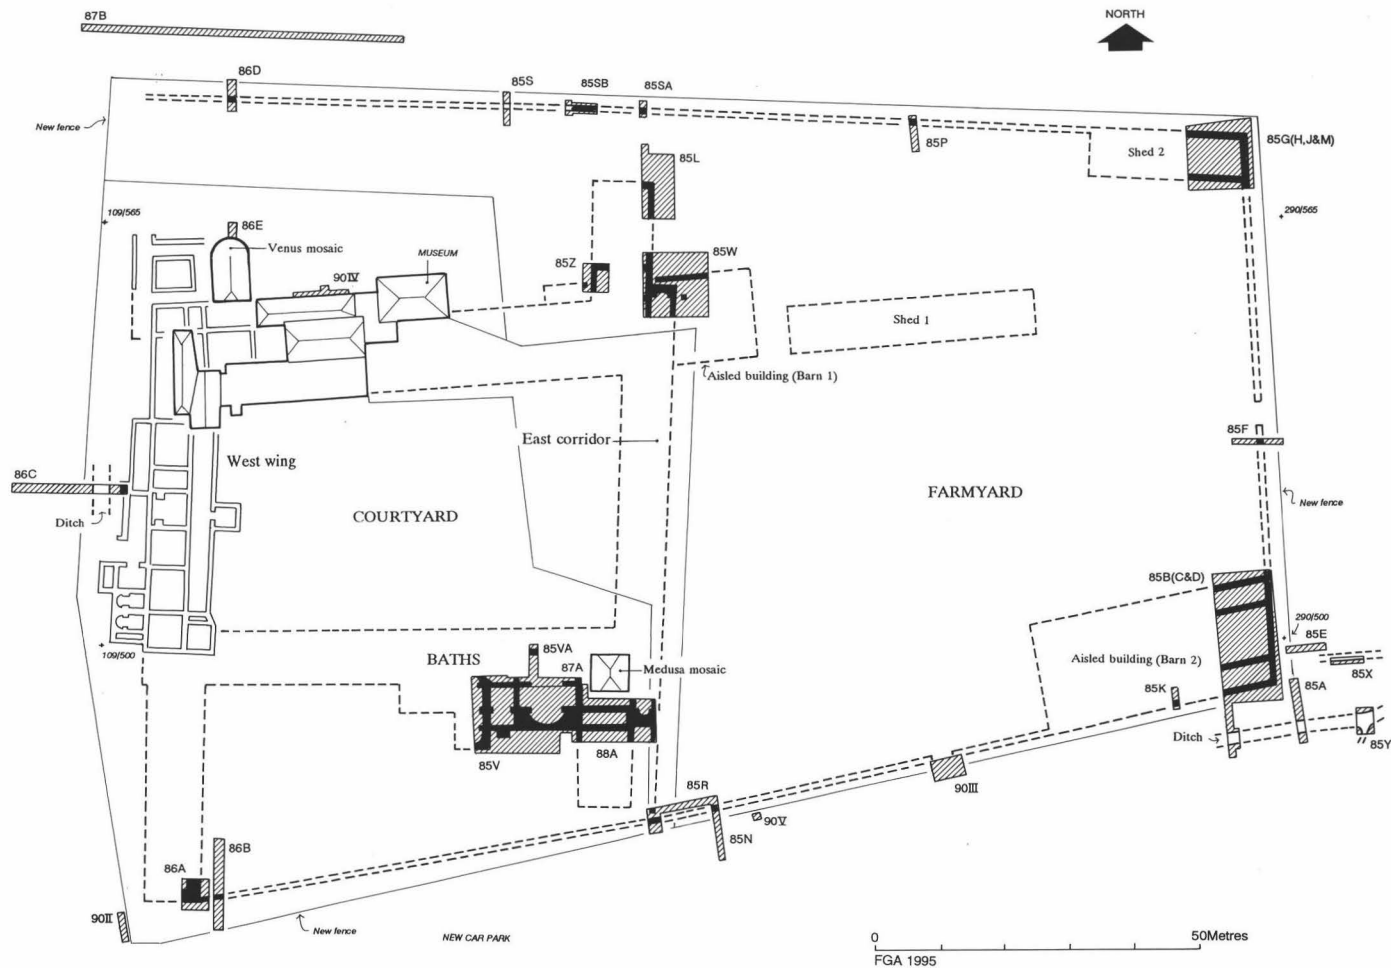 87B
NORTH
86D
85S
85SB
85SA
New fence
85P
Shed 2
85G(H,J&M)
85L
109/565
290/565
86E
Venus mosaic
MUSEUM
90IV
85Z
85W
Shed 1
Aisled building (Barn 1)
East corridor
85F
West wing
86C
COURTYARD
FARMYARD
New fence
Ditch
85B(C&D)
290/500
85E
109/500
BATHS
85VA
87A
Medusa mosaic
Aisled building (Barn 2)
85X
85K
85A
Ditch
85Y
85V
88A
85R
90III
90V
85N
86B
86A
90II
New fence
NEW CAR PARK
0 50Metres
FGA 1995